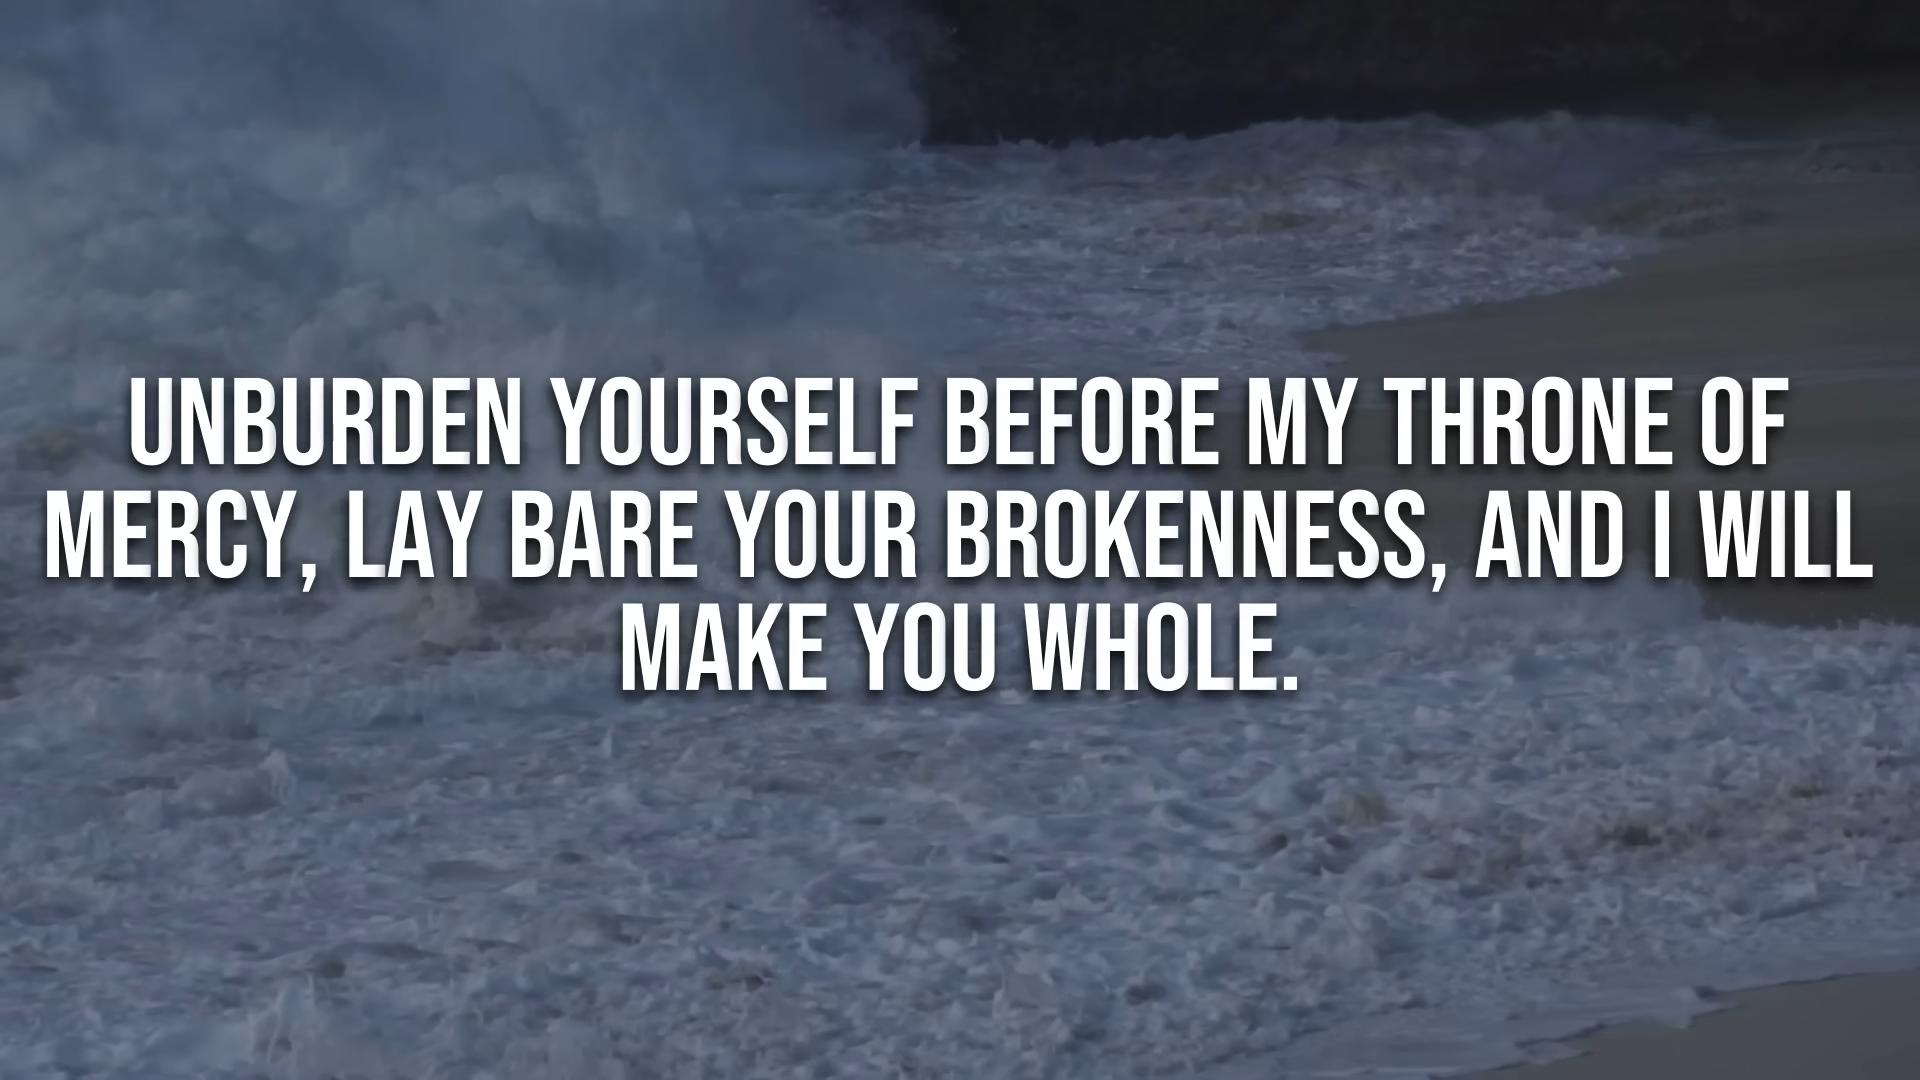 UNBURDEN YOURSELF BEFORE MY THRONE OF
MERCY, LAY BARE YOUR BROKENNESS, AND I WILL
MAKE YOU WHOLE.